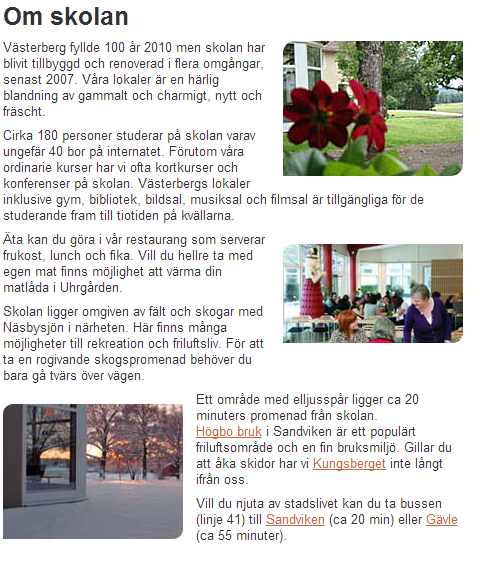 Om skolan
Västerberg fyllde 100 år 2010 men skolan har
blivit tillbyggd och renoverad i flera omgångar,
senast 2007. Våra lokaler är en härlig
blandning av gammalt och charmigt, nytt och
fräscht.
Cirka 180 personer studerar på skolan varav
ungefär 40 bor på internatet. Förutom våra
ordinarie kurser har vi ofta kortkurser och
konferenser på skolan. Västerbergs lokaler
inklusive gym, bibliotek, bildsal, musiksal och filmsal är tillgängliga för de
studerande fram till tiotiden på kvällarna.
Äta kan du göra i vår restaurang som serverar
frukost, lunch och fika. Vill du hellre ta med
egen mat finns möjlighet att värma din
matlåda i Uhrgården.
Skolan ligger omgiven av fält och skogar med
Näsbysjön i närheten. Här finns många
möjligheter till rekreation och friluftsliv. För att
ta en rogivande skogspromenad behöver du
bara gå tvärs över vägen.
Ett område med elljusspår ligger ca 20
minuters promenad från skolan.
Högbo bruk i Sandviken är ett populärt
friluftsområde och en fin bruksmiljö. Gillar du
att åka skidor har vi Kungsberget inte långt
ifrån oss.
Vill du njuta av stadslivet kan du ta bussen
(linje 41) till Sandviken (ca 20 min) eller Gävle
(ca 55 minuter).